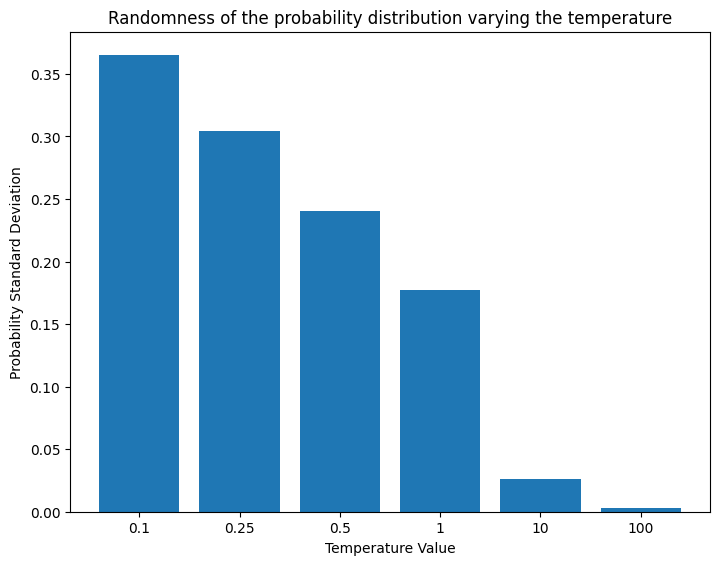 Randomness of the probability distribution varying the temperature
Probability Standard Deviation
0.35
0.30
0.25
0.20
0.15
0.10
0.05
0.00
0.1 0.25 0.5 1 10 100
Temperature Value